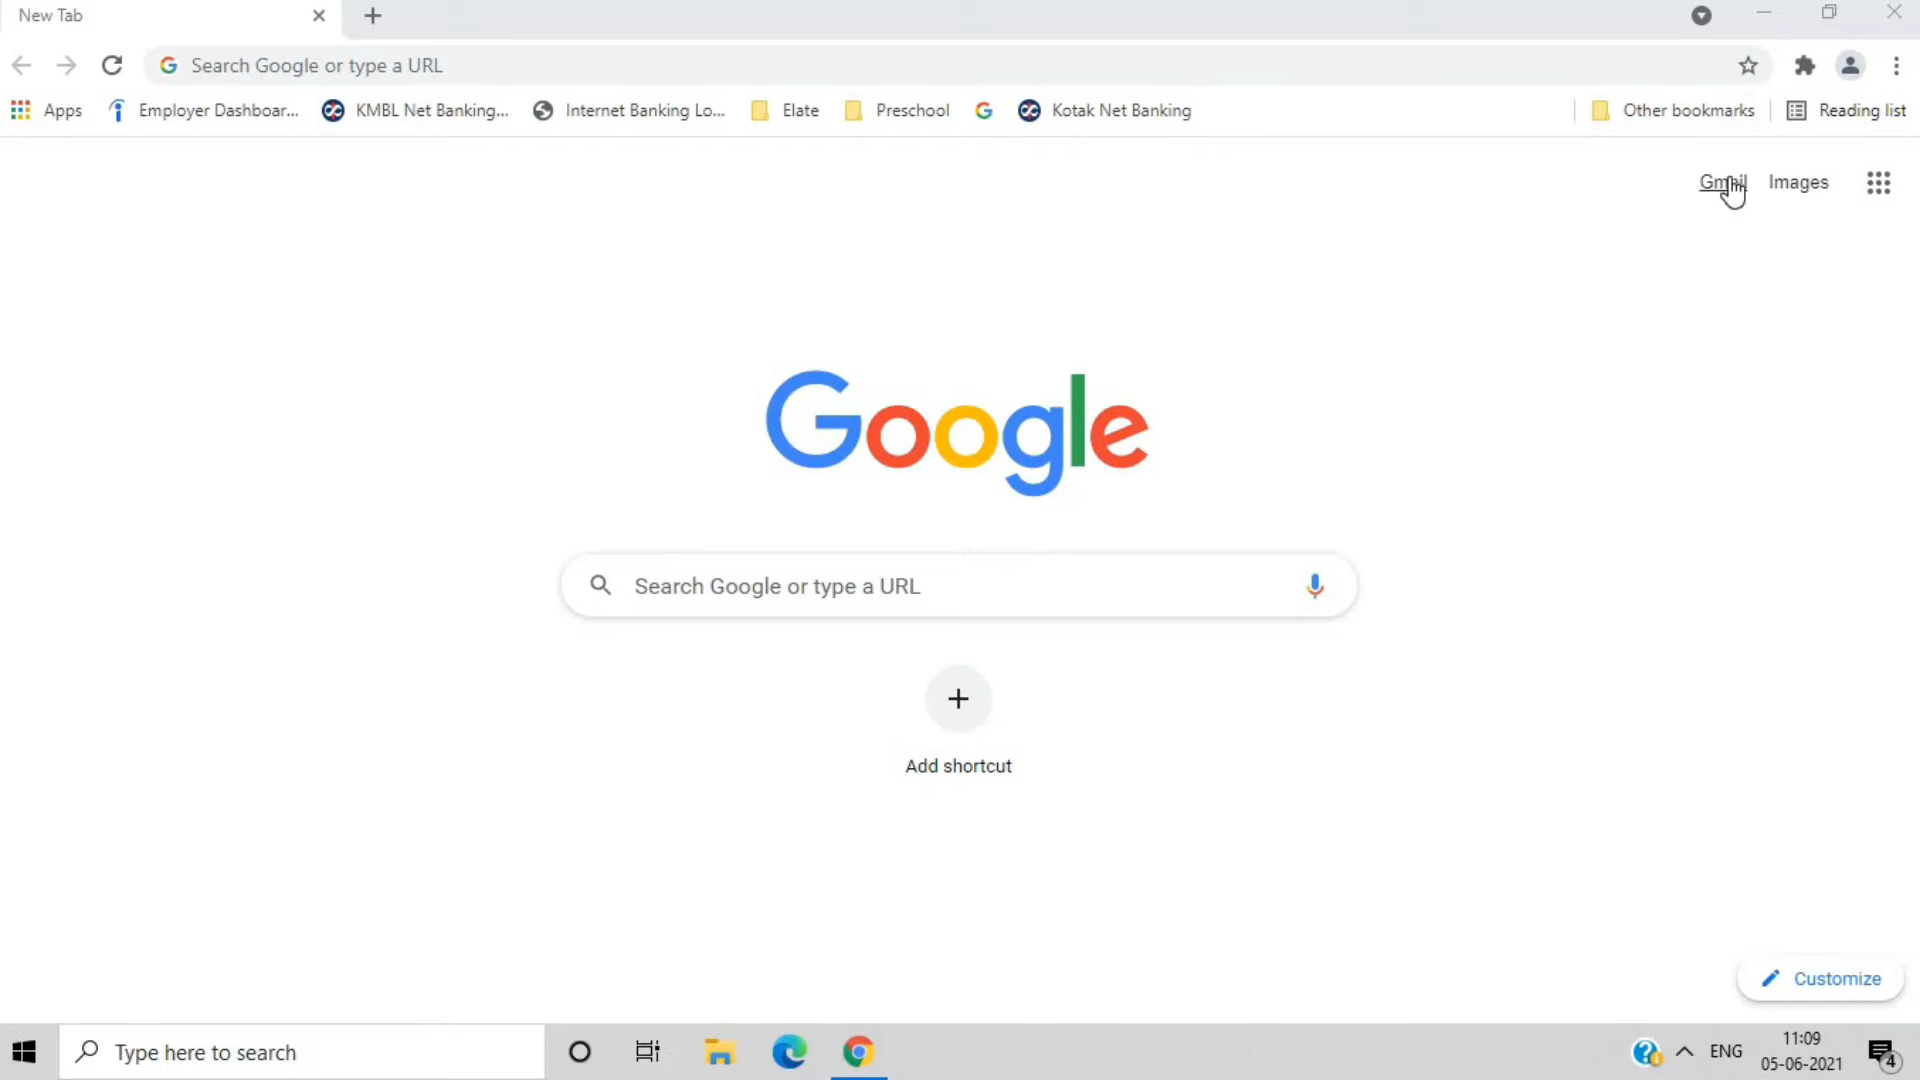 New Tab
Search Google or type a URL
Apps Employer Dashboar... KMBL Net Banking... Internet Banking Lo... Elate Preschool Kotak Net Banking Other bookmarks Reading list
Gmail Images
Google
Search Google or type a URL
Add shortcut
Customize
Type here to search
ENG
11:09
05-06-2021
4